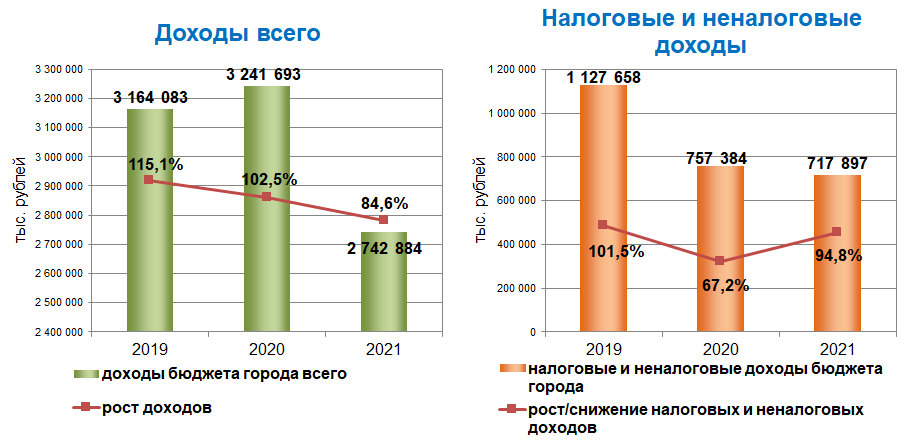 Доходы всего
тыс. рублей
3 300 000
3 200 000
3 100 000
3 000 000
2 900 000
2 800 000
2 700 000
2 600 000
2 500 000
2 400 000
3 164 083
3 241 693
2 742 884
115,1%
102,5%
84,6%
2019 2020 2021
доходы бюджета города всего
рост доходов
Налоговые и неналоговые
доходы
тыс. рублей
1 200 000
1 000 000
800 000
600 000
400 000
200 000
0
1 127 658
757 384
717 897
101,5%
67,2%
94,8%
2019 2020 2021
налоговые и неналоговые доходы бюджета
города
рост/снижение налоговых и неналоговых
доходов